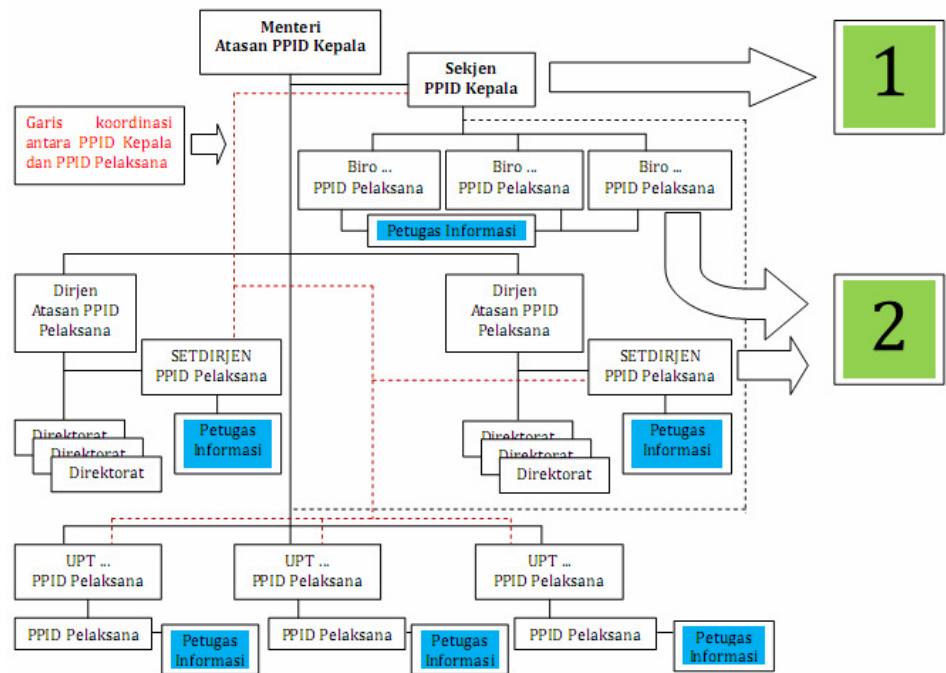 Menteri
Atasan PPID Kepala
Sekjen
PPID Kepala
1
Garis koordinasi
antara PPID Kepala
dan PPID Pelaksana
Biro ...
PPID Pelaksana
Biro ...
PPID Pelaksana
Biro ...
PPID Pelaksana
Petugas Informasi
Dirjen
Atasan PPID
Pelaksana
Dirjen
Atasan PPID
Pelaksana
2
SETDIRJEN
PPID Pelaksana
SETDIRJEN
PPID Pelaksana
Petugas
Informasi
Petugas
Informasi
Direktorat
Direktorat
Direktorat
Direktorat
Direktorat
Direktorat
UPT ...
PPID Pelaksana
UPT ...
PPID Pelaksana
UPT ...
PPID Pelaksana
PPID Pelaksana
Petugas
Informasi
PPID Pelaksana
Petugas
Informasi
PPID Pelaksana
Petugas
Informasi